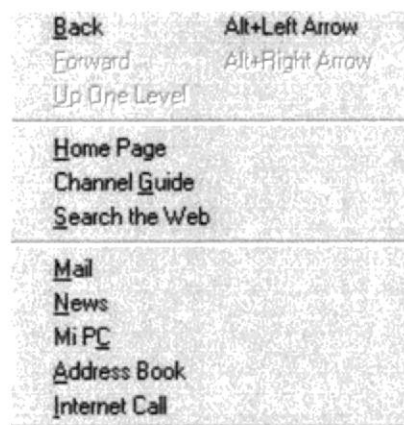 Back Alt+Left Arrow
Forward Alt+Right Arrow
Up One Level
Home Page
Channel Guide
Search the Web
Mail
News
Mi PC
Address Book
Internet Call